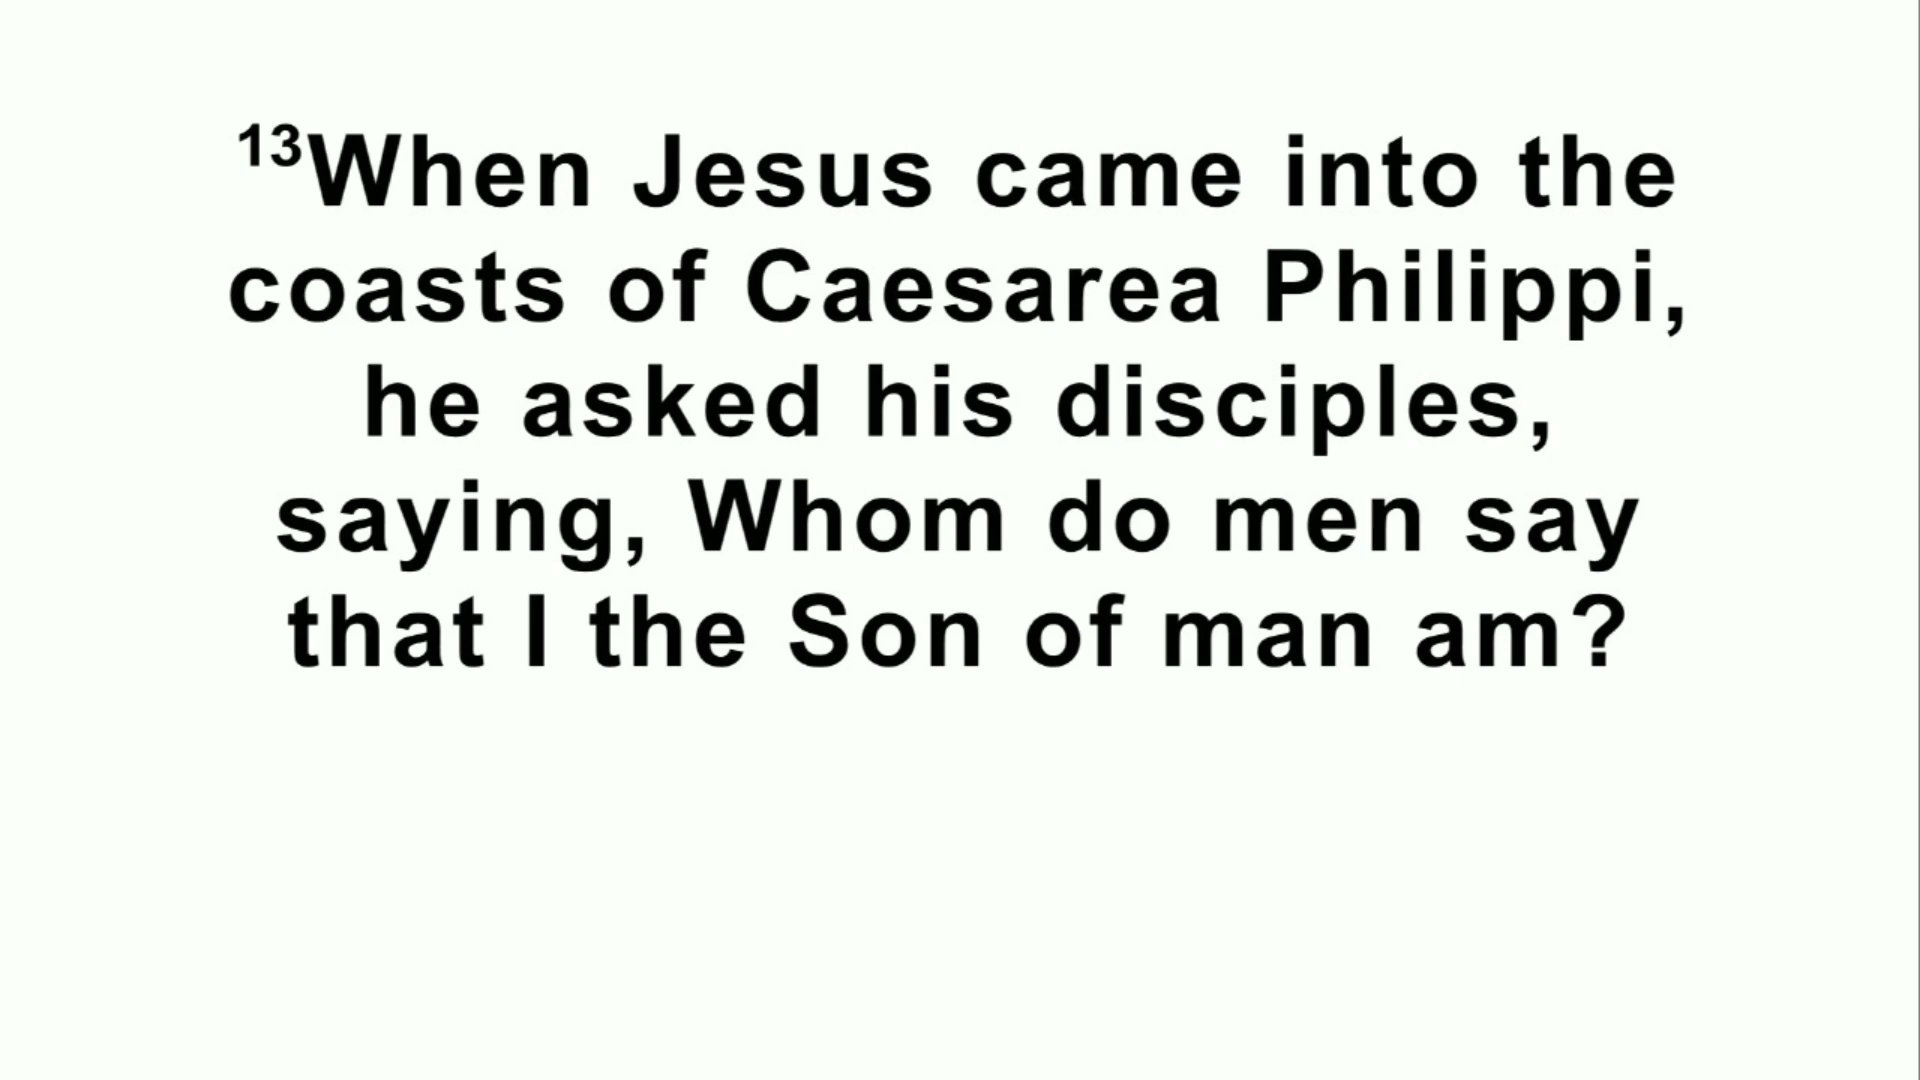 13When Jesus came into the
coasts of Caesarea Philippi,
he asked his disciples,
saying, Whom do men say
that I the Son of man am?